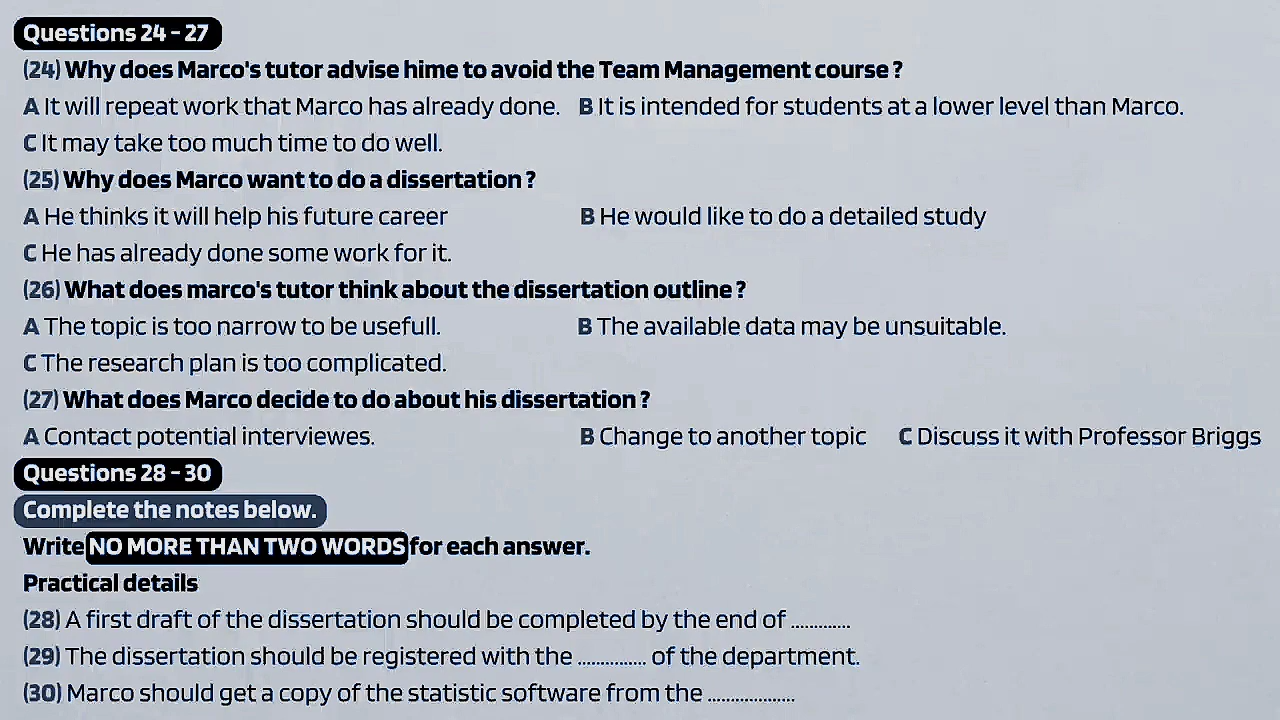 Questions 24 - 27
(24) Why does Marco's tutor advise hime to avoid the Team Management course ?
A It will repeat work that Marco has already done. B It is intended for students at a lower level than Marco.
C It may take too much time to do well.
(25) Why does Marco want to do a dissertation ?
A He thinks it will help his future career B He would like to do a detailed study
C He has already done some work for it.
(26) What does marco's tutor think about the dissertation outline ?
A The topic is too narrow to be usefull. B The available data may be unsuitable.
C The research plan is too complicated.
(27) What does Marco decide to do about his dissertation ?
A Contact potential interviewes. B Change to another topic C Discuss it with Professor Briggs
Questions 28 - 30
Complete the notes below.
Write NO MORE THAN TWO WORDS for each answer.
Practical details
(28) A first draft of the dissertation should be completed by the end of .............
(29) The dissertation should be registered with the ............... of the department.
(30) Marco should get a copy of the statistic software from the ...................